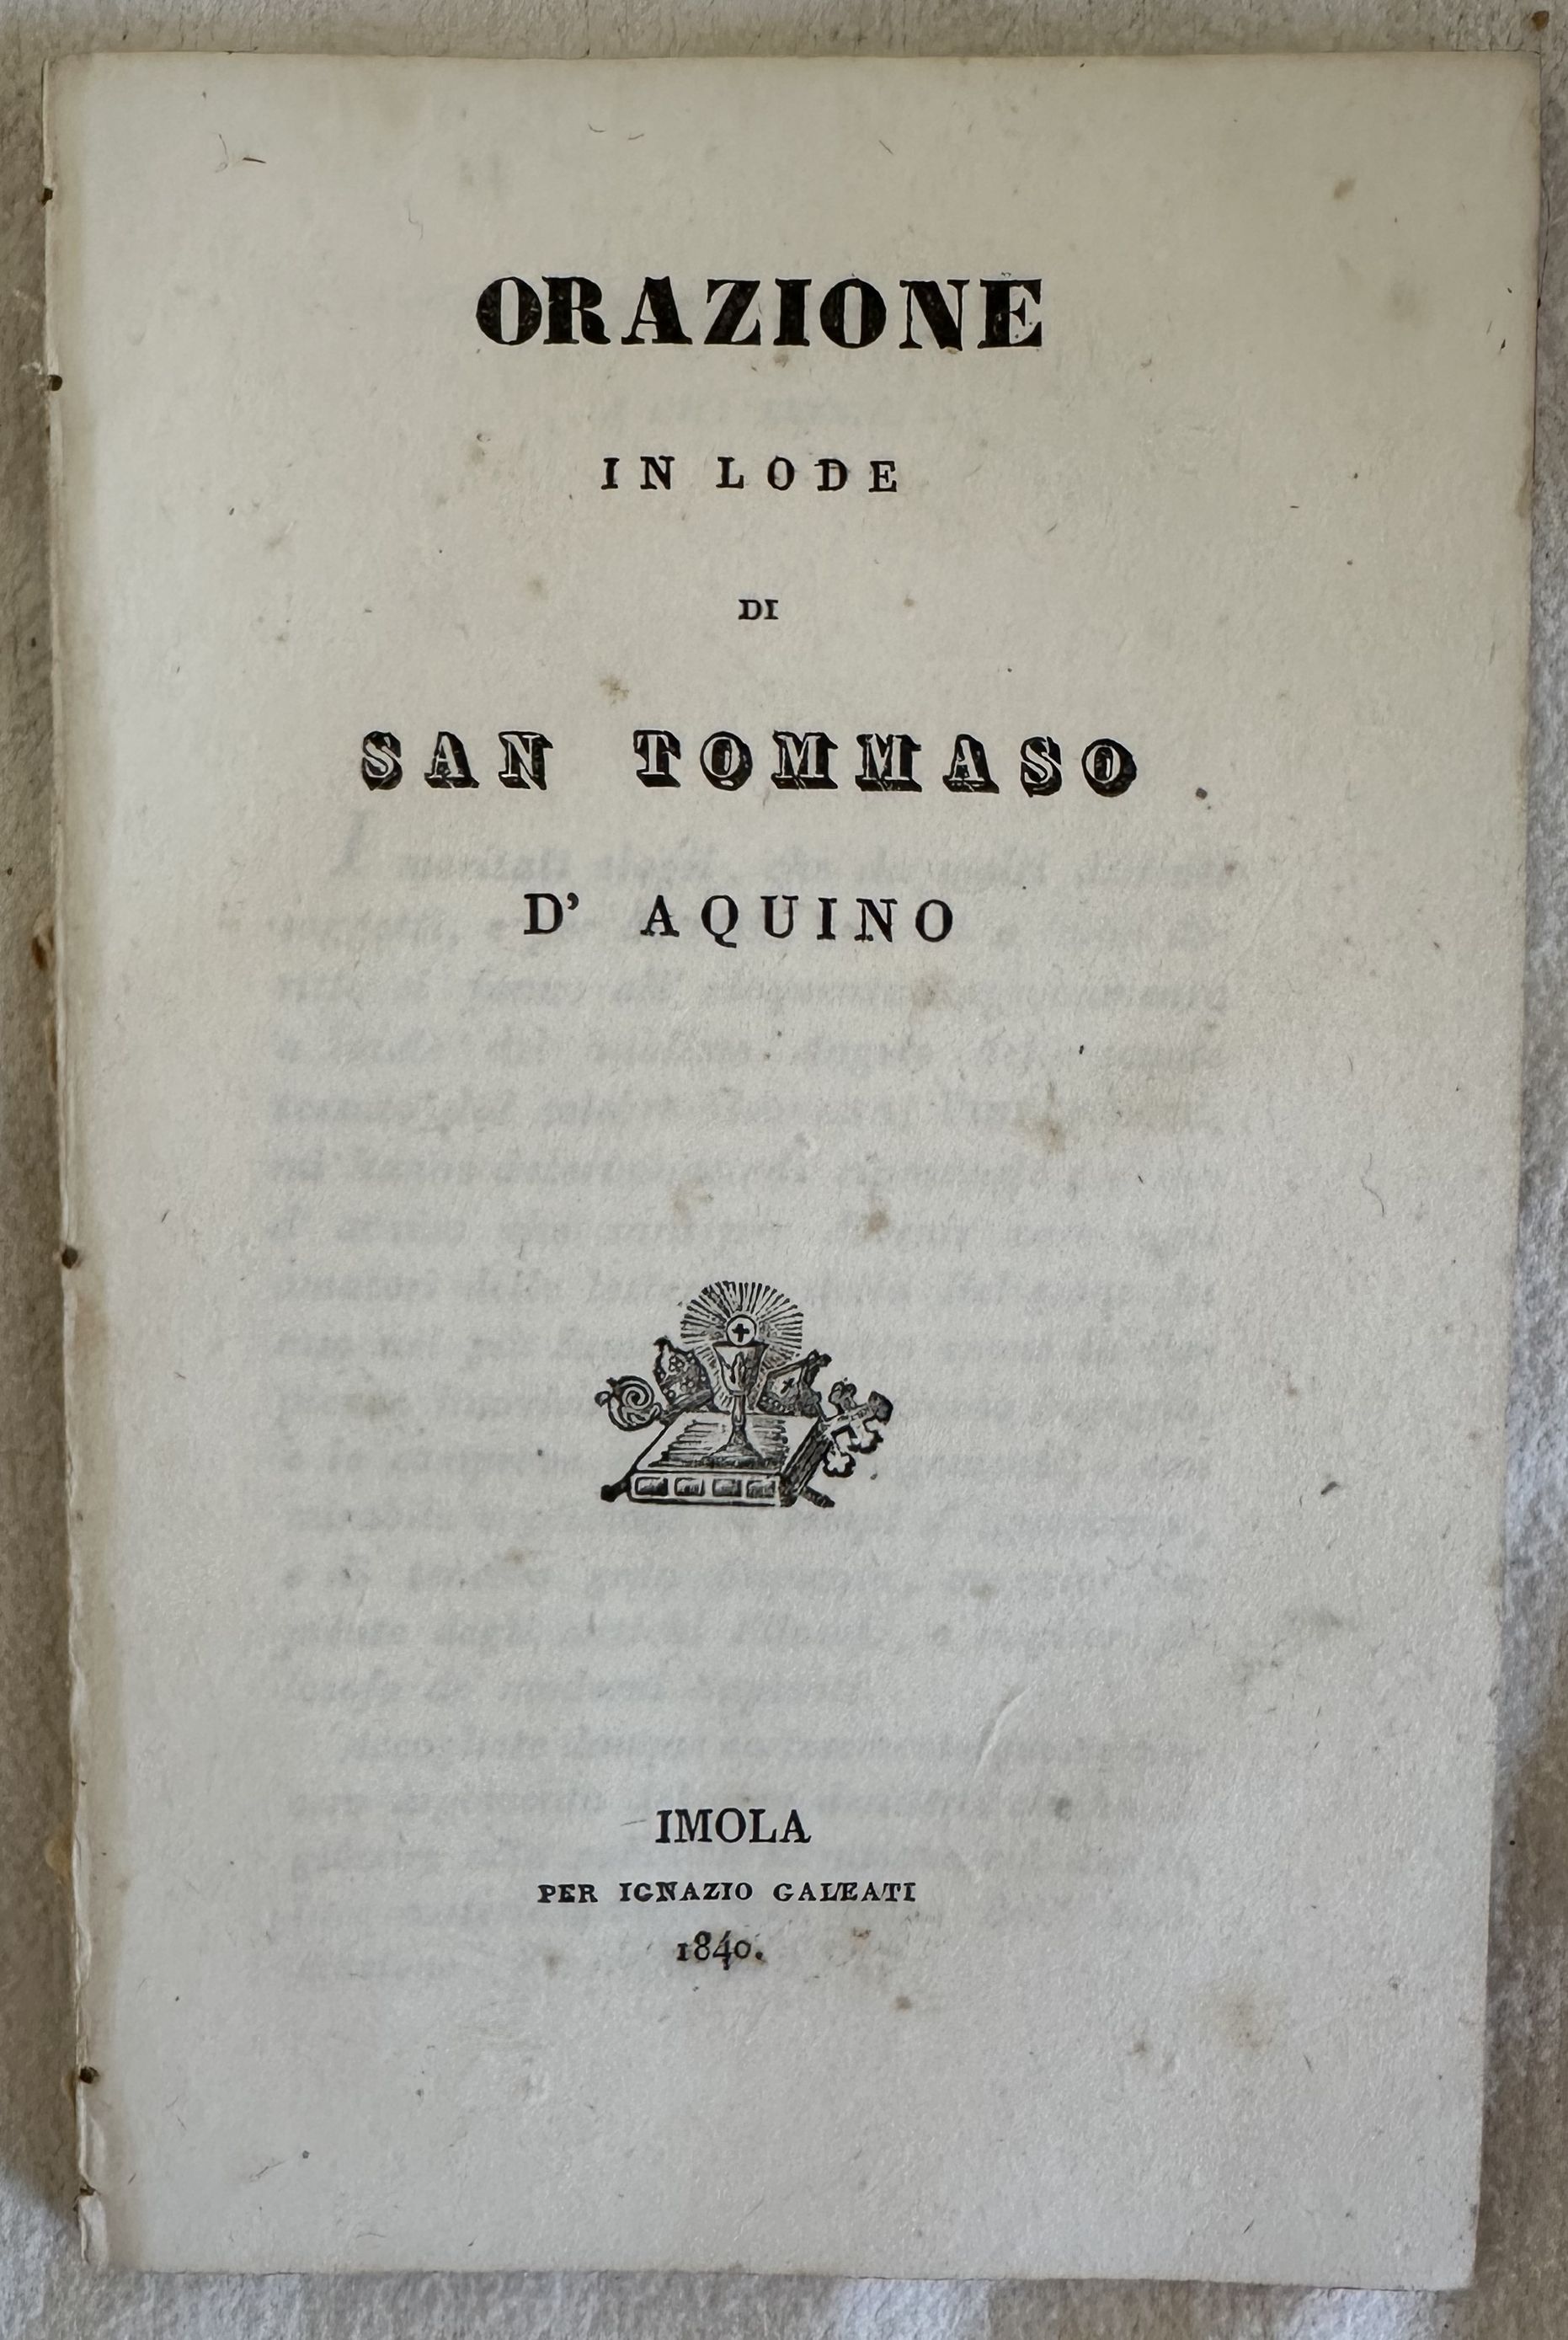 ORAZIONE
IN LODE
DI
SAN TOMMASO
D' AQUINO
IMOLA
PER IGNAZIO GALEATI
1840.